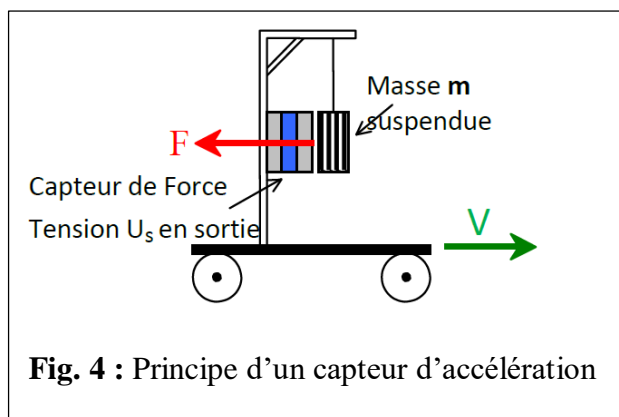 Masse m
suspendue
F
Capteur de Force
Tension Us en sortie
V
Fig. 4 : Principe d'un capteur d'accélération